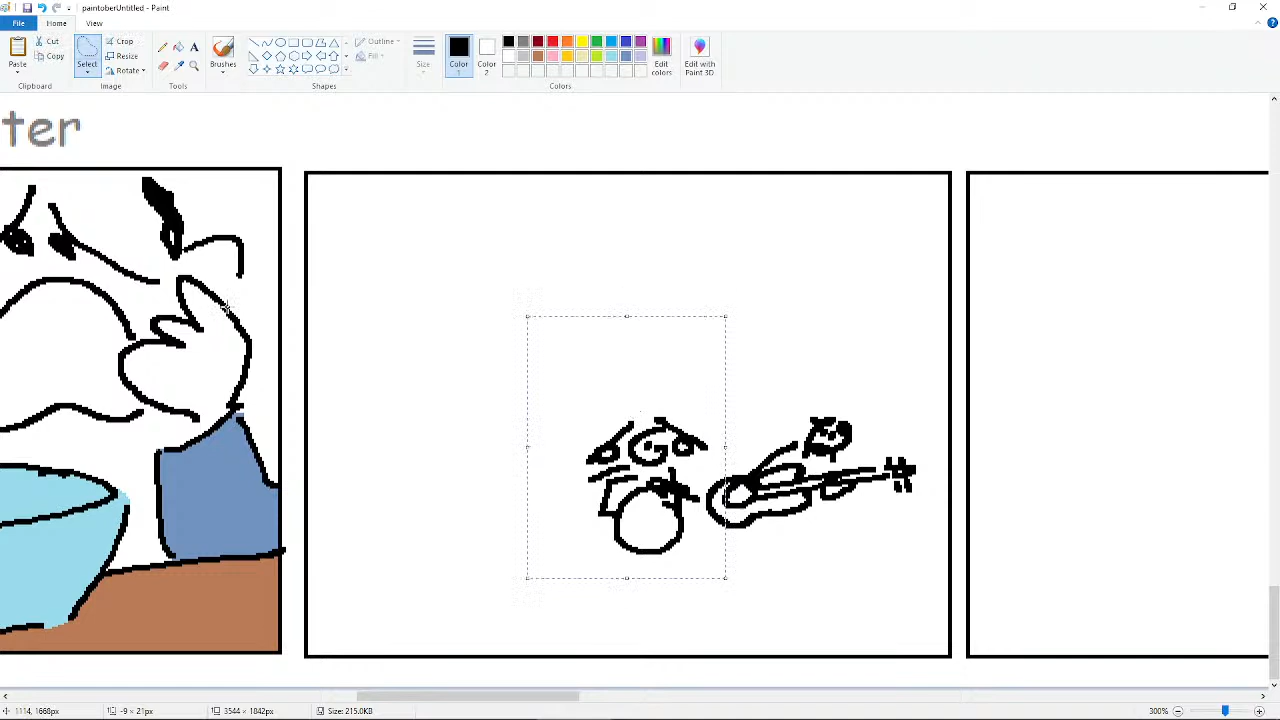 paintoberUntitled - Paint
File
Home
View
Paste
Cut
Copy
Clipboard
Select
Crop
Resize
Rotate
Image
A
Tools
Brushes
Shapes
Outline
Fill
Size
Color
1
Color
2
Edit
colors
Colors
Edit with
Paint 3D
ter
1114, 1668px
-9 × 21px
3544 × 1842px
Size: 215.0KB
300%